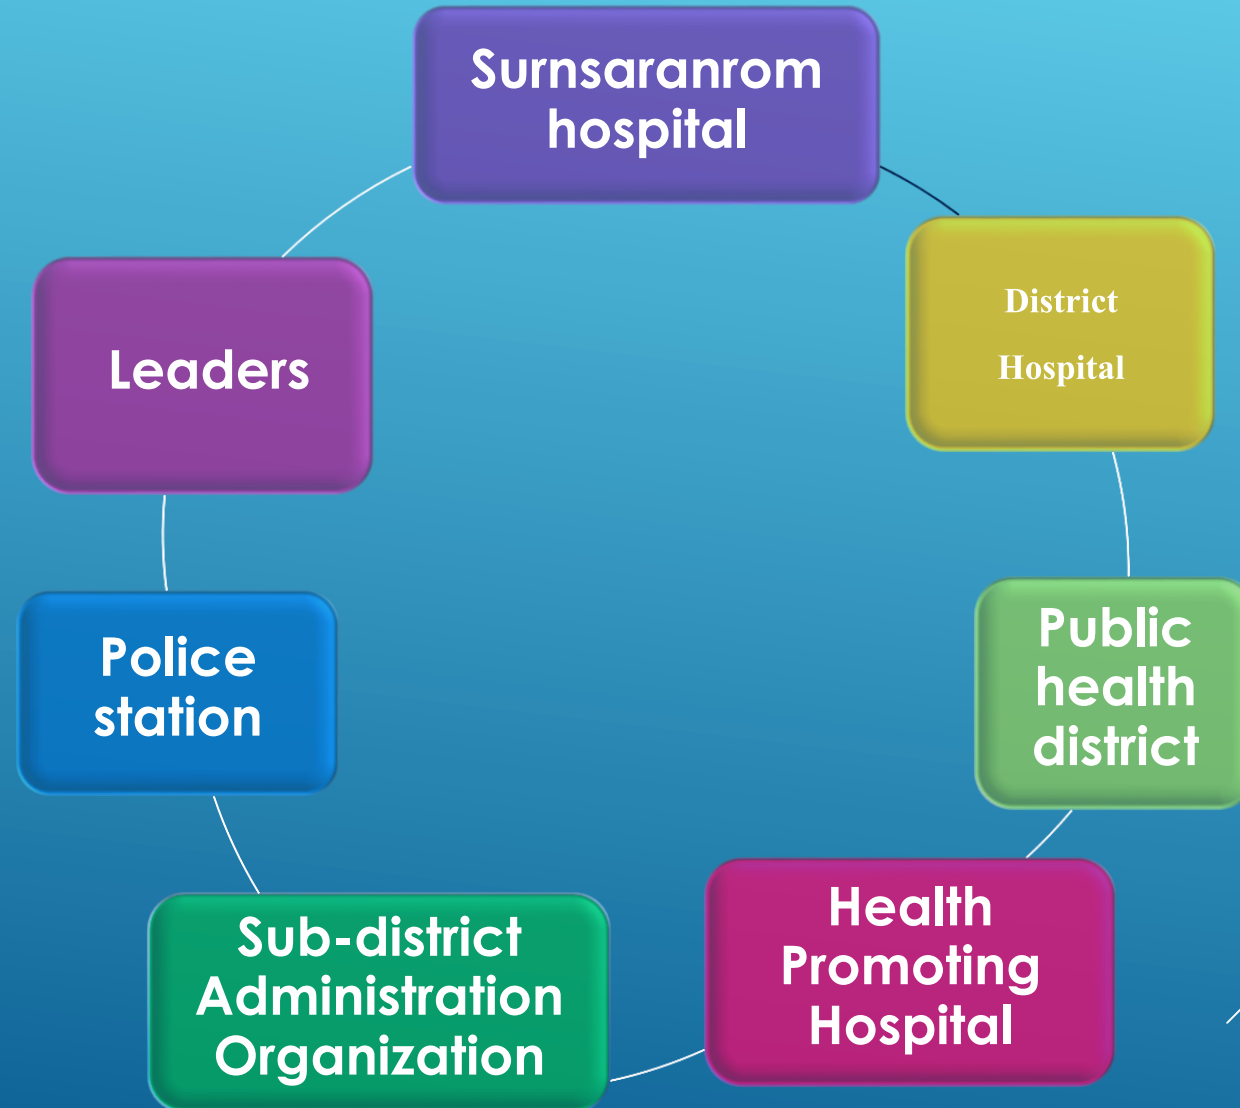 Surnsaranrom
hospital
District
Hospital
Public
health
district
Health
Promoting
Hospital
Sub-district
Administration
Organization
Police
station
Leaders